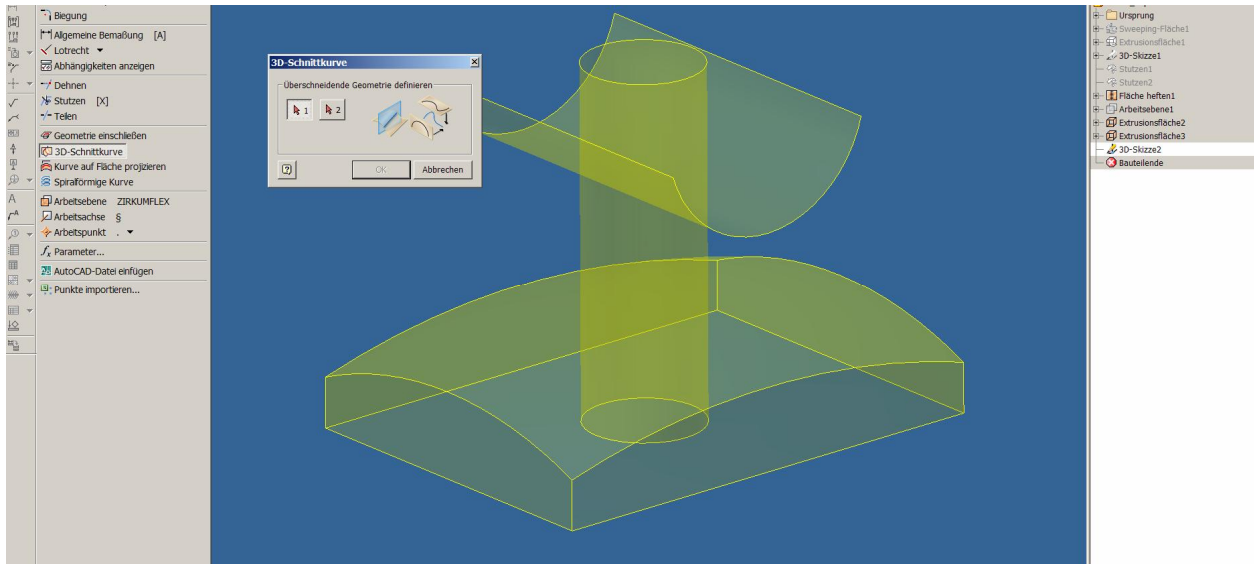 Biegung
Allgemeine Bemaßung [A]
Lotrecht
Abhängigkeiten anzeigen
Dehnen
Stutzen [X]
Teilen
Geometrie einschließen
3D-Schnittkurve
Kurve auf Fläche projizieren
Spiralförmige Kurve
Arbeitsebene ZIRKUMFLEX
Arbeitsachse §
Arbeitspunkt .
fx Parameter...
AutoCAD-Datei einfügen
Punkte importieren...
3D-Schnittkurve
Überschneidende Geometrie definieren
1
2
OK
Abbrechen
Ursprung
Sweeping-Fläche1
Extrusionsfläche1
3D-Skizze1
Stutzen1
Stutzen2
Fläche heften1
Arbeitsebene1
Extrusionsfläche2
Extrusionsfläche3
3D-Skizze2
Bauteilende